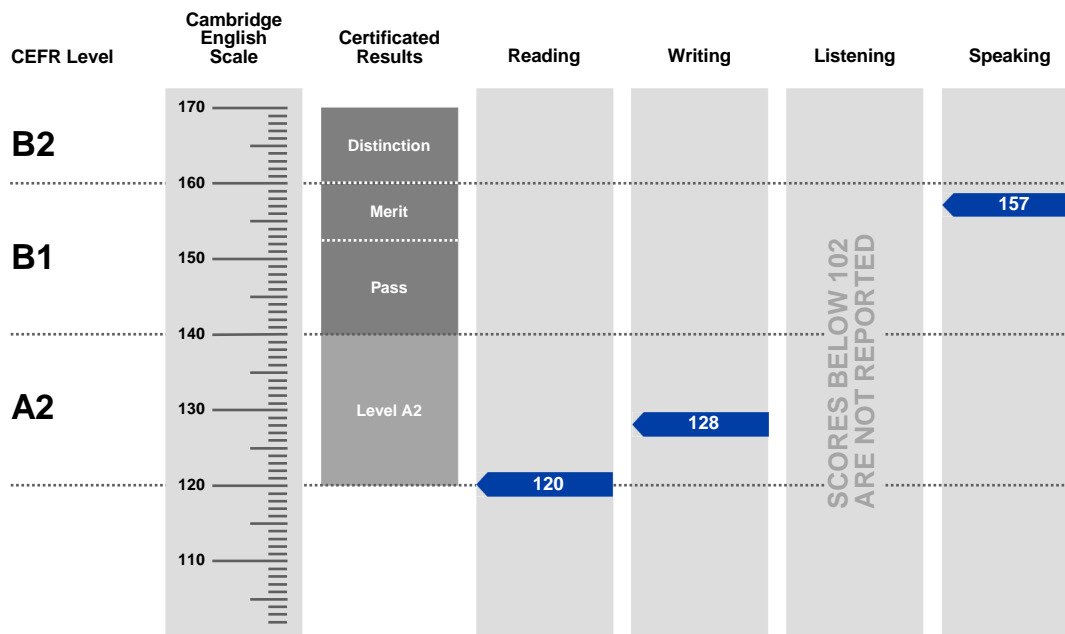 CEFR Level
Cambridge
English
Scale
Certificated
Results
Reading
Writing
Listening
Speaking
170
B2
Distinction
160
Merit
157
B1
150
Pass
140
A2
130
Level A2
128
120
120
110
SCORES BELOW 102
ARE NOT REPORTED